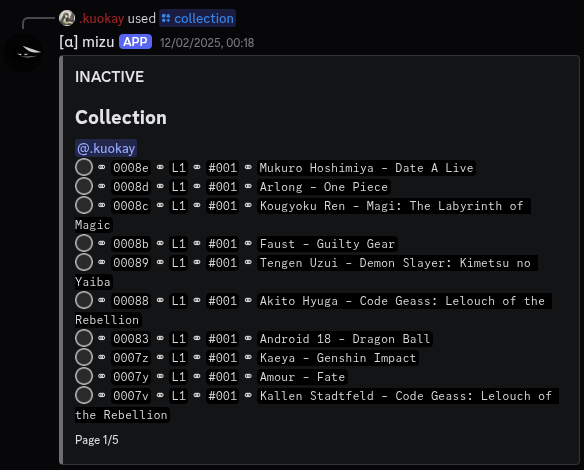 .kuokay used collection
[α] mizu APP 12/02/2025, 00:18
INACTIVE
Collection
@.kuokay
0008e L1 #001 Mukuro Hoshimiya - Date A Live
0008d L1 #001 Arlong - One Piece
0008c L1 #001 Kougyoku Ren - Magi: The Labyrinth of
Magic
0008b L1 #001 Faust - Guilty Gear
00089 L1 #001 Tengen Uzui - Demon Slayer: Kimetsu no
Yaiba
00088 L1 #001 Akito Hyuga - Code Geass: Lelouch of the
Rebellion
00083 L1 #001 Android 18 - Dragon Ball
0007z L1 #001 Kaeya - Genshin Impact
0007y L1 #001 Amour - Fate
0007v L1 #001 Kallen Stadtfeld - Code Geass: Lelouch of
the Rebellion
Page 1/5